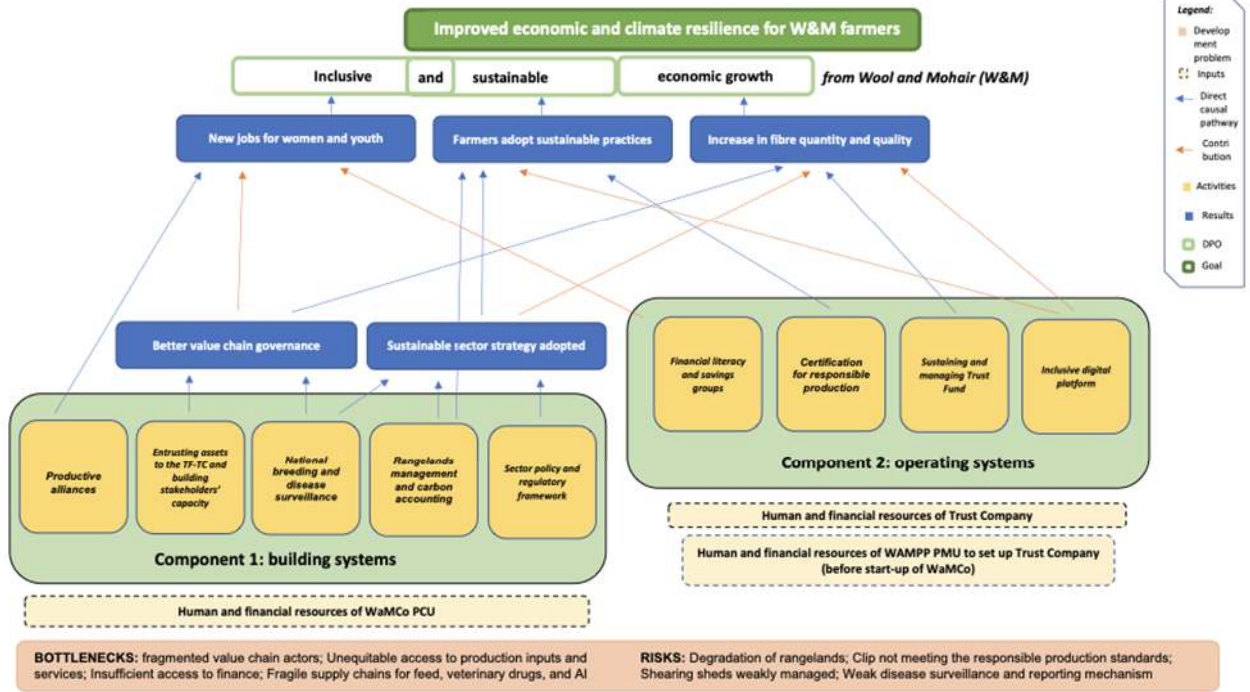 Improved economic and climate resilience for W&M farmers
Inclusive and sustainable economic growth from Wool and Mohair (W&M)
New jobs for women and youth
Farmers adopt sustainable practices
Increase in fibre quantity and quality
Legend:
Develop
ment
problem
Inputs
Direct
causal
pathway
Contri
bution
Activities
Results
DPO
Goal
Better value chain governance
Sustainable sector strategy adopted
Productive
alliances
Entrusting assets
to the TF-TC and
building
stakeholders'
capacity
National
breeding and
disease
surveillance
Rangelands
management
and carbon
accounting
Sector policy and
regulatory
framework
Component 1: building systems
Human and financial resources of WaMCo PCU
Financial literacy
and savings
groups
Certification
for responsible
production
Sustaining and
managing Trust
Fund
Inclusive digital
platform
Component 2: operating systems
Human and financial resources of Trust Company
Human and financial resources of WAMPP PMU to set up Trust Company
(before start-up of WaMCo)
BOTTLENECKS: fragmented value chain actors; Unequitable access to production inputs and
services; Insufficient access to finance; Fragile supply chains for feed, veterinary drugs, and AI
RISKS: Degradation of rangelands; Clip not meeting the responsible production standards;
Shearing sheds weakly managed; Weak disease surveillance and reporting mechanism